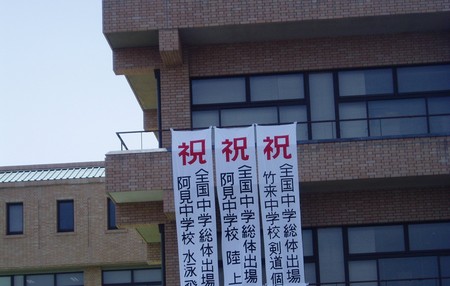 祝
全国中学総体出場
竹来中学校 剣道個
祝
全国中学総体出場
阿見中学校 陸上
祝
全国中学総体出場
阿見中学校 水泳飛